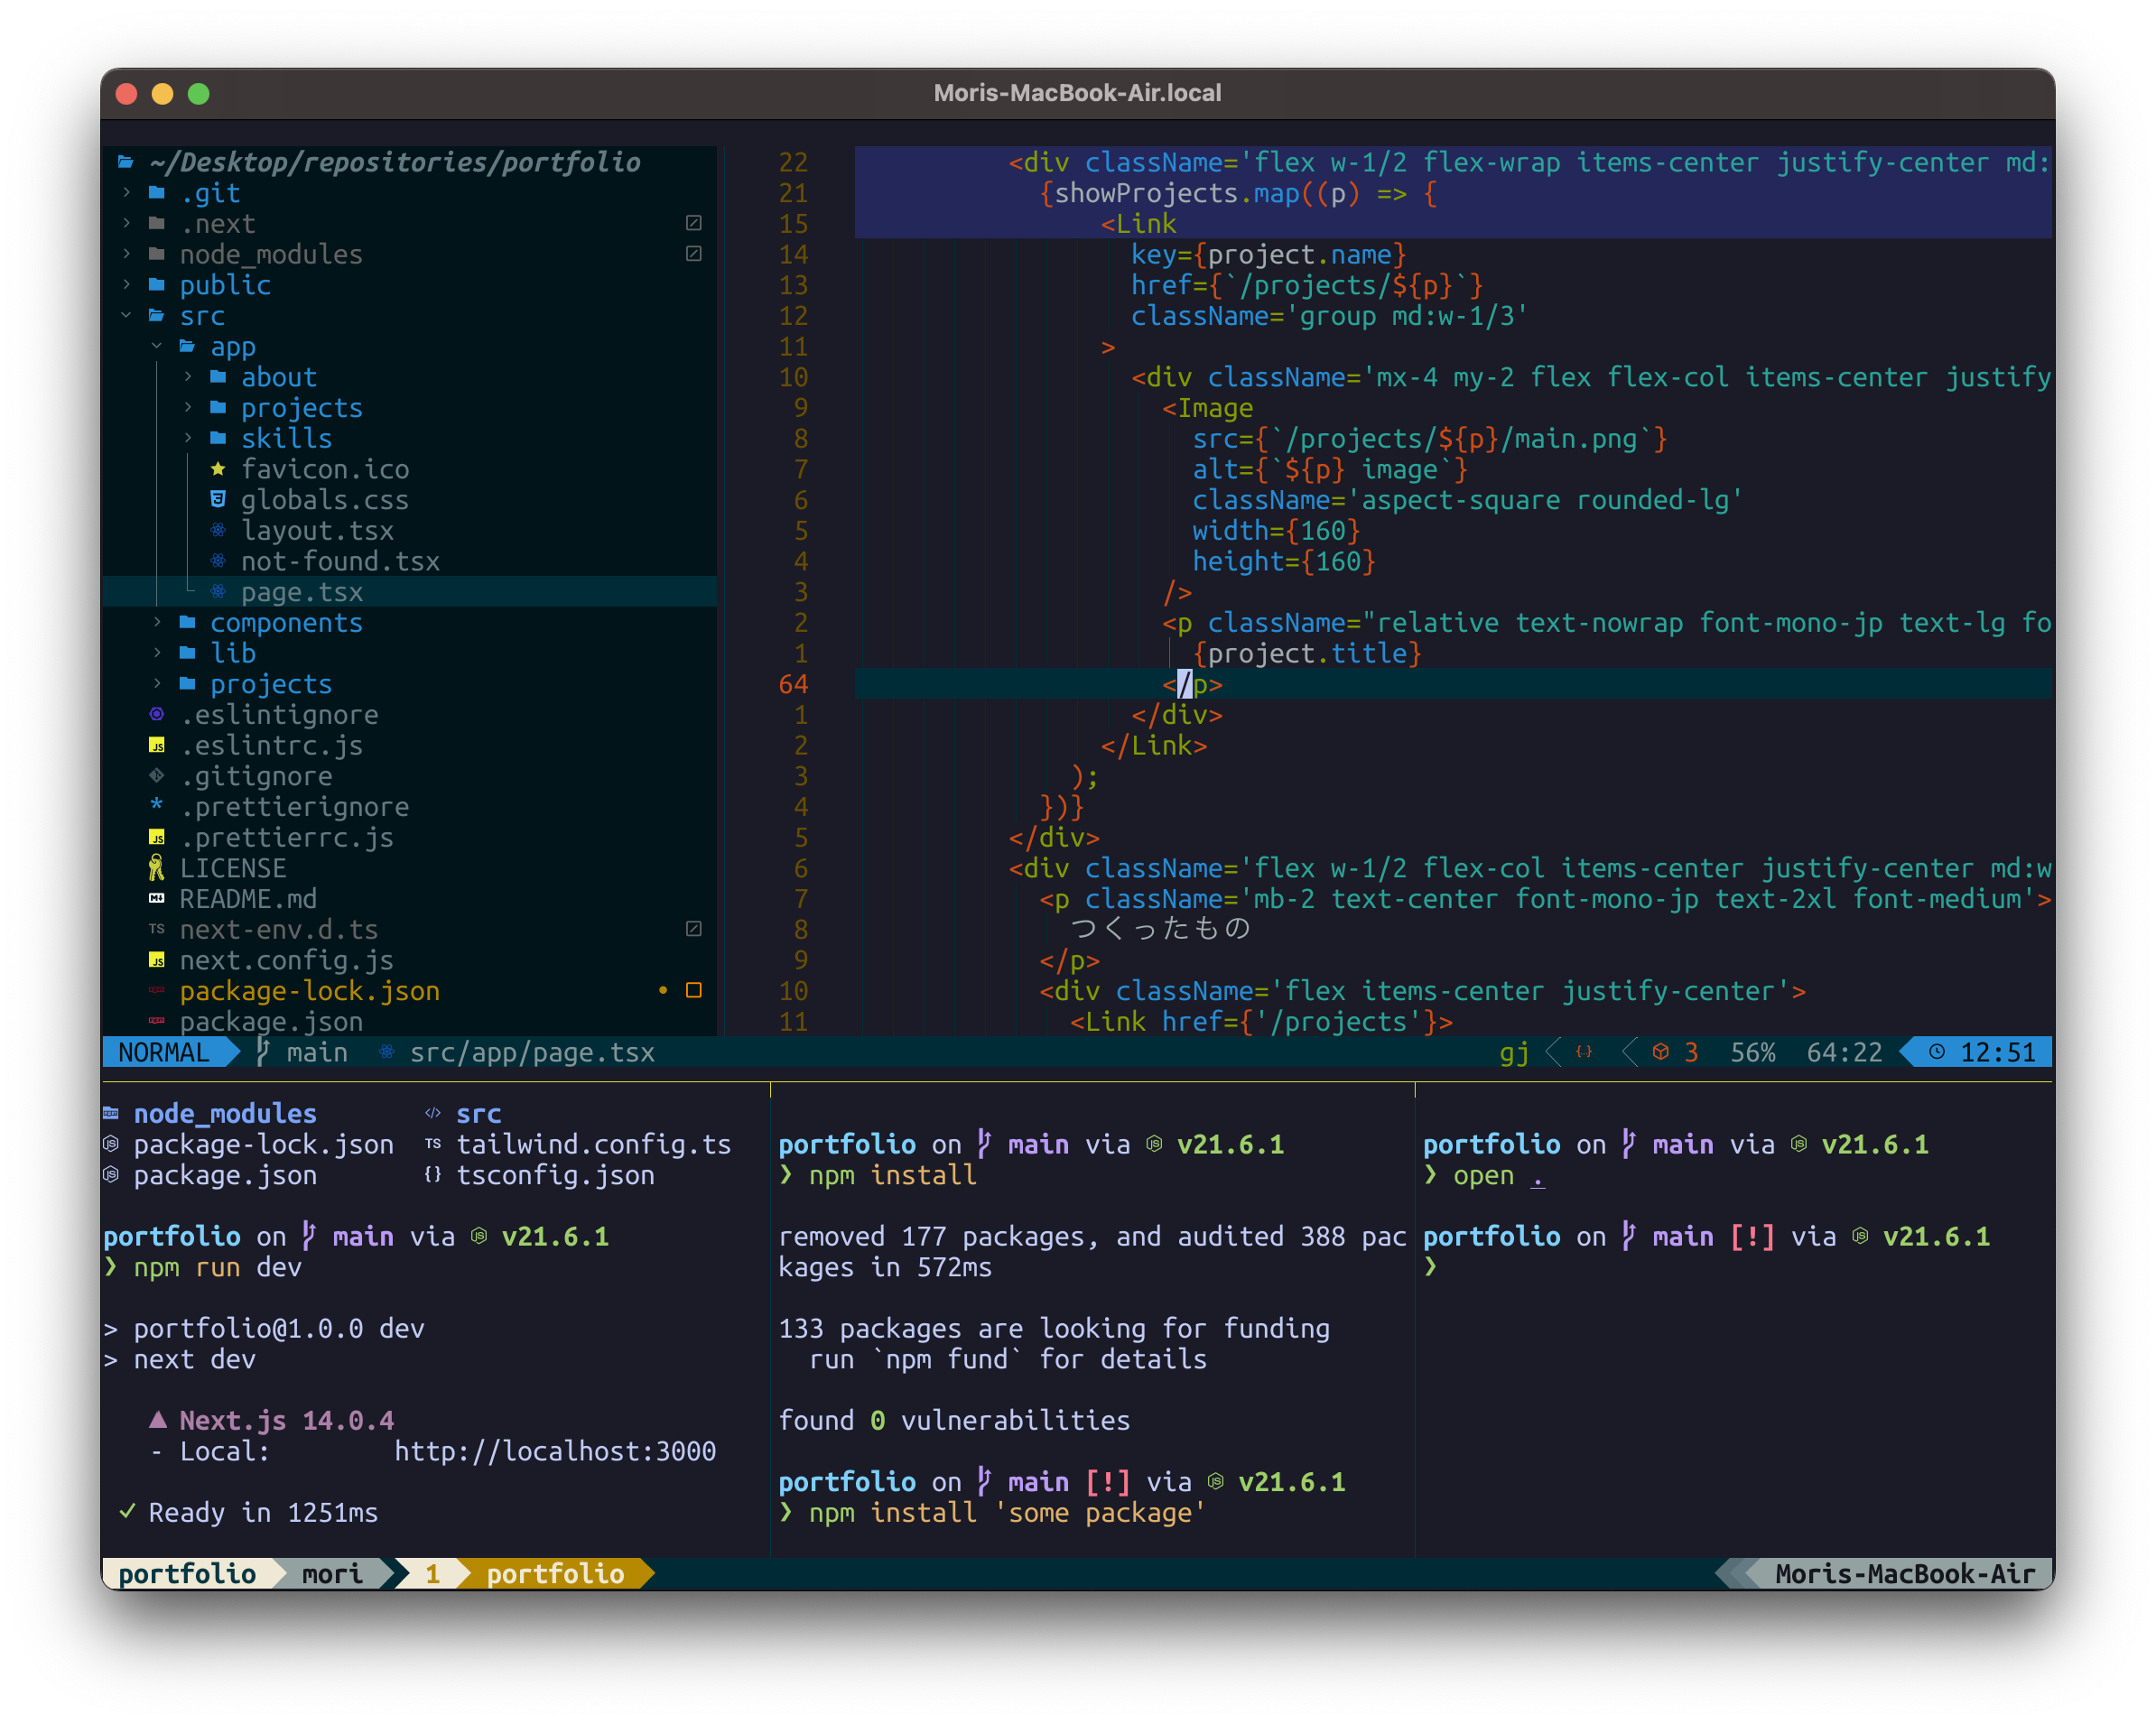 Moris-MacBook-Air.local
~/Desktop/repositories/portfolio
.git
.next
node_modules
public
src
app
about
projects
skills
favicon.ico
globals.css
layout.tsx
not-found.tsx
page.tsx
components
lib
projects
.eslintignore
.eslintrc.js
.gitignore
.prettierignore
.prettierrc.js
LICENSE
README.md
TS next-env.d.ts
JS next.config.js
package-lock.json
package.json
22 <div className='flex w-1/2 flex-wrap items-center justify-center md:
21 {showProjects.map((p) => {
15 <Link
14 key={project.name}
13 href={`/projects/${p}`}
12 className='group md:w-1/3'
11 >
10 <div className='mx-4 my-2 flex flex-col items-center justify
9 <Image
8 src={`/projects/${p}/main.png`}
7 alt={`${p} image`}
6 className='aspect-square rounded-lg'
5 width={160}
4 height={160}
3 />
2 <p className="relative text-nowrap font-mono-jp text-lg fo
1 {project.title}
64 </p>
1 </div>
2 </Link>
3 );
4 })}
5 </div>
6 <div className='flex w-1/2 flex-col items-center justify-center md:w
7 <p className='mb-2 text-center font-mono-jp text-2xl font-medium'>
8 つくったもの
9 </p>
10 <div className='flex items-center justify-center'>
11 <Link href={'/projects'}>
NORMAL main src/app/page.tsx gj {} 3 56% 64:22 12:51
node_modules </> src
package-lock.json TS tailwind.config.ts
package.json {} tsconfig.json
portfolio on main via v21.6.1
❯ npm run dev
> portfolio@1.0.0 dev
> next dev
▲ Next.js 14.0.4
- Local: http://localhost:3000
✓ Ready in 1251ms
portfolio on main via v21.6.1
❯ npm install
removed 177 packages, and audited 388 pac
kages in 572ms
133 packages are looking for funding
run `npm fund` for details
found 0 vulnerabilities
portfolio on main [!] via v21.6.1
❯ npm install 'some package'
portfolio on main via v21.6.1
❯ open .
portfolio on main [!] via v21.6.1
❯
portfolio mori 1 portfolio Moris-MacBook-Air